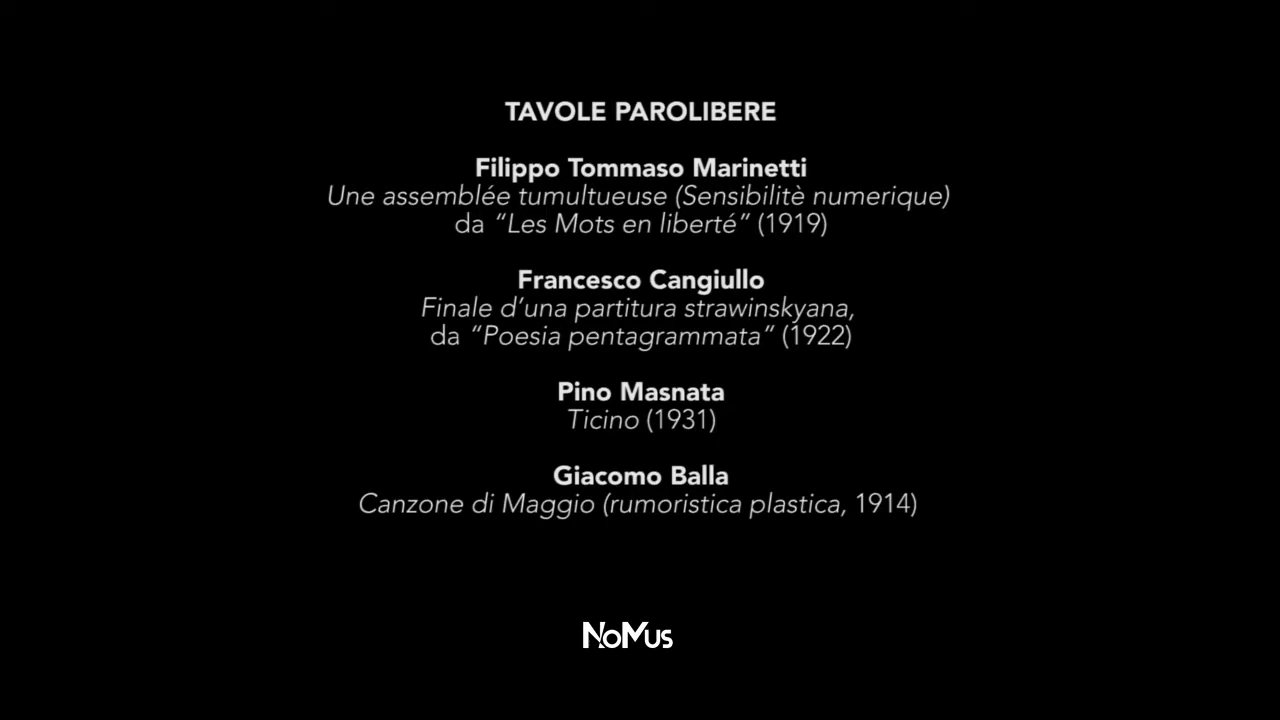 TAVOLE PAROLIBERE
Filippo Tommaso Marinetti
Une assemblée tumultueuse (Sensibilitè numerique)
da “Les Mots en liberté” (1919)
Francesco Cangiullo
Finale d’una partitura strawinskyana,
da “Poesia pentagrammata” (1922)
Pino Masnata
Ticino (1931)
Giacomo Balla
Canzone di Maggio (rumoristica plastica, 1914)
NoMus